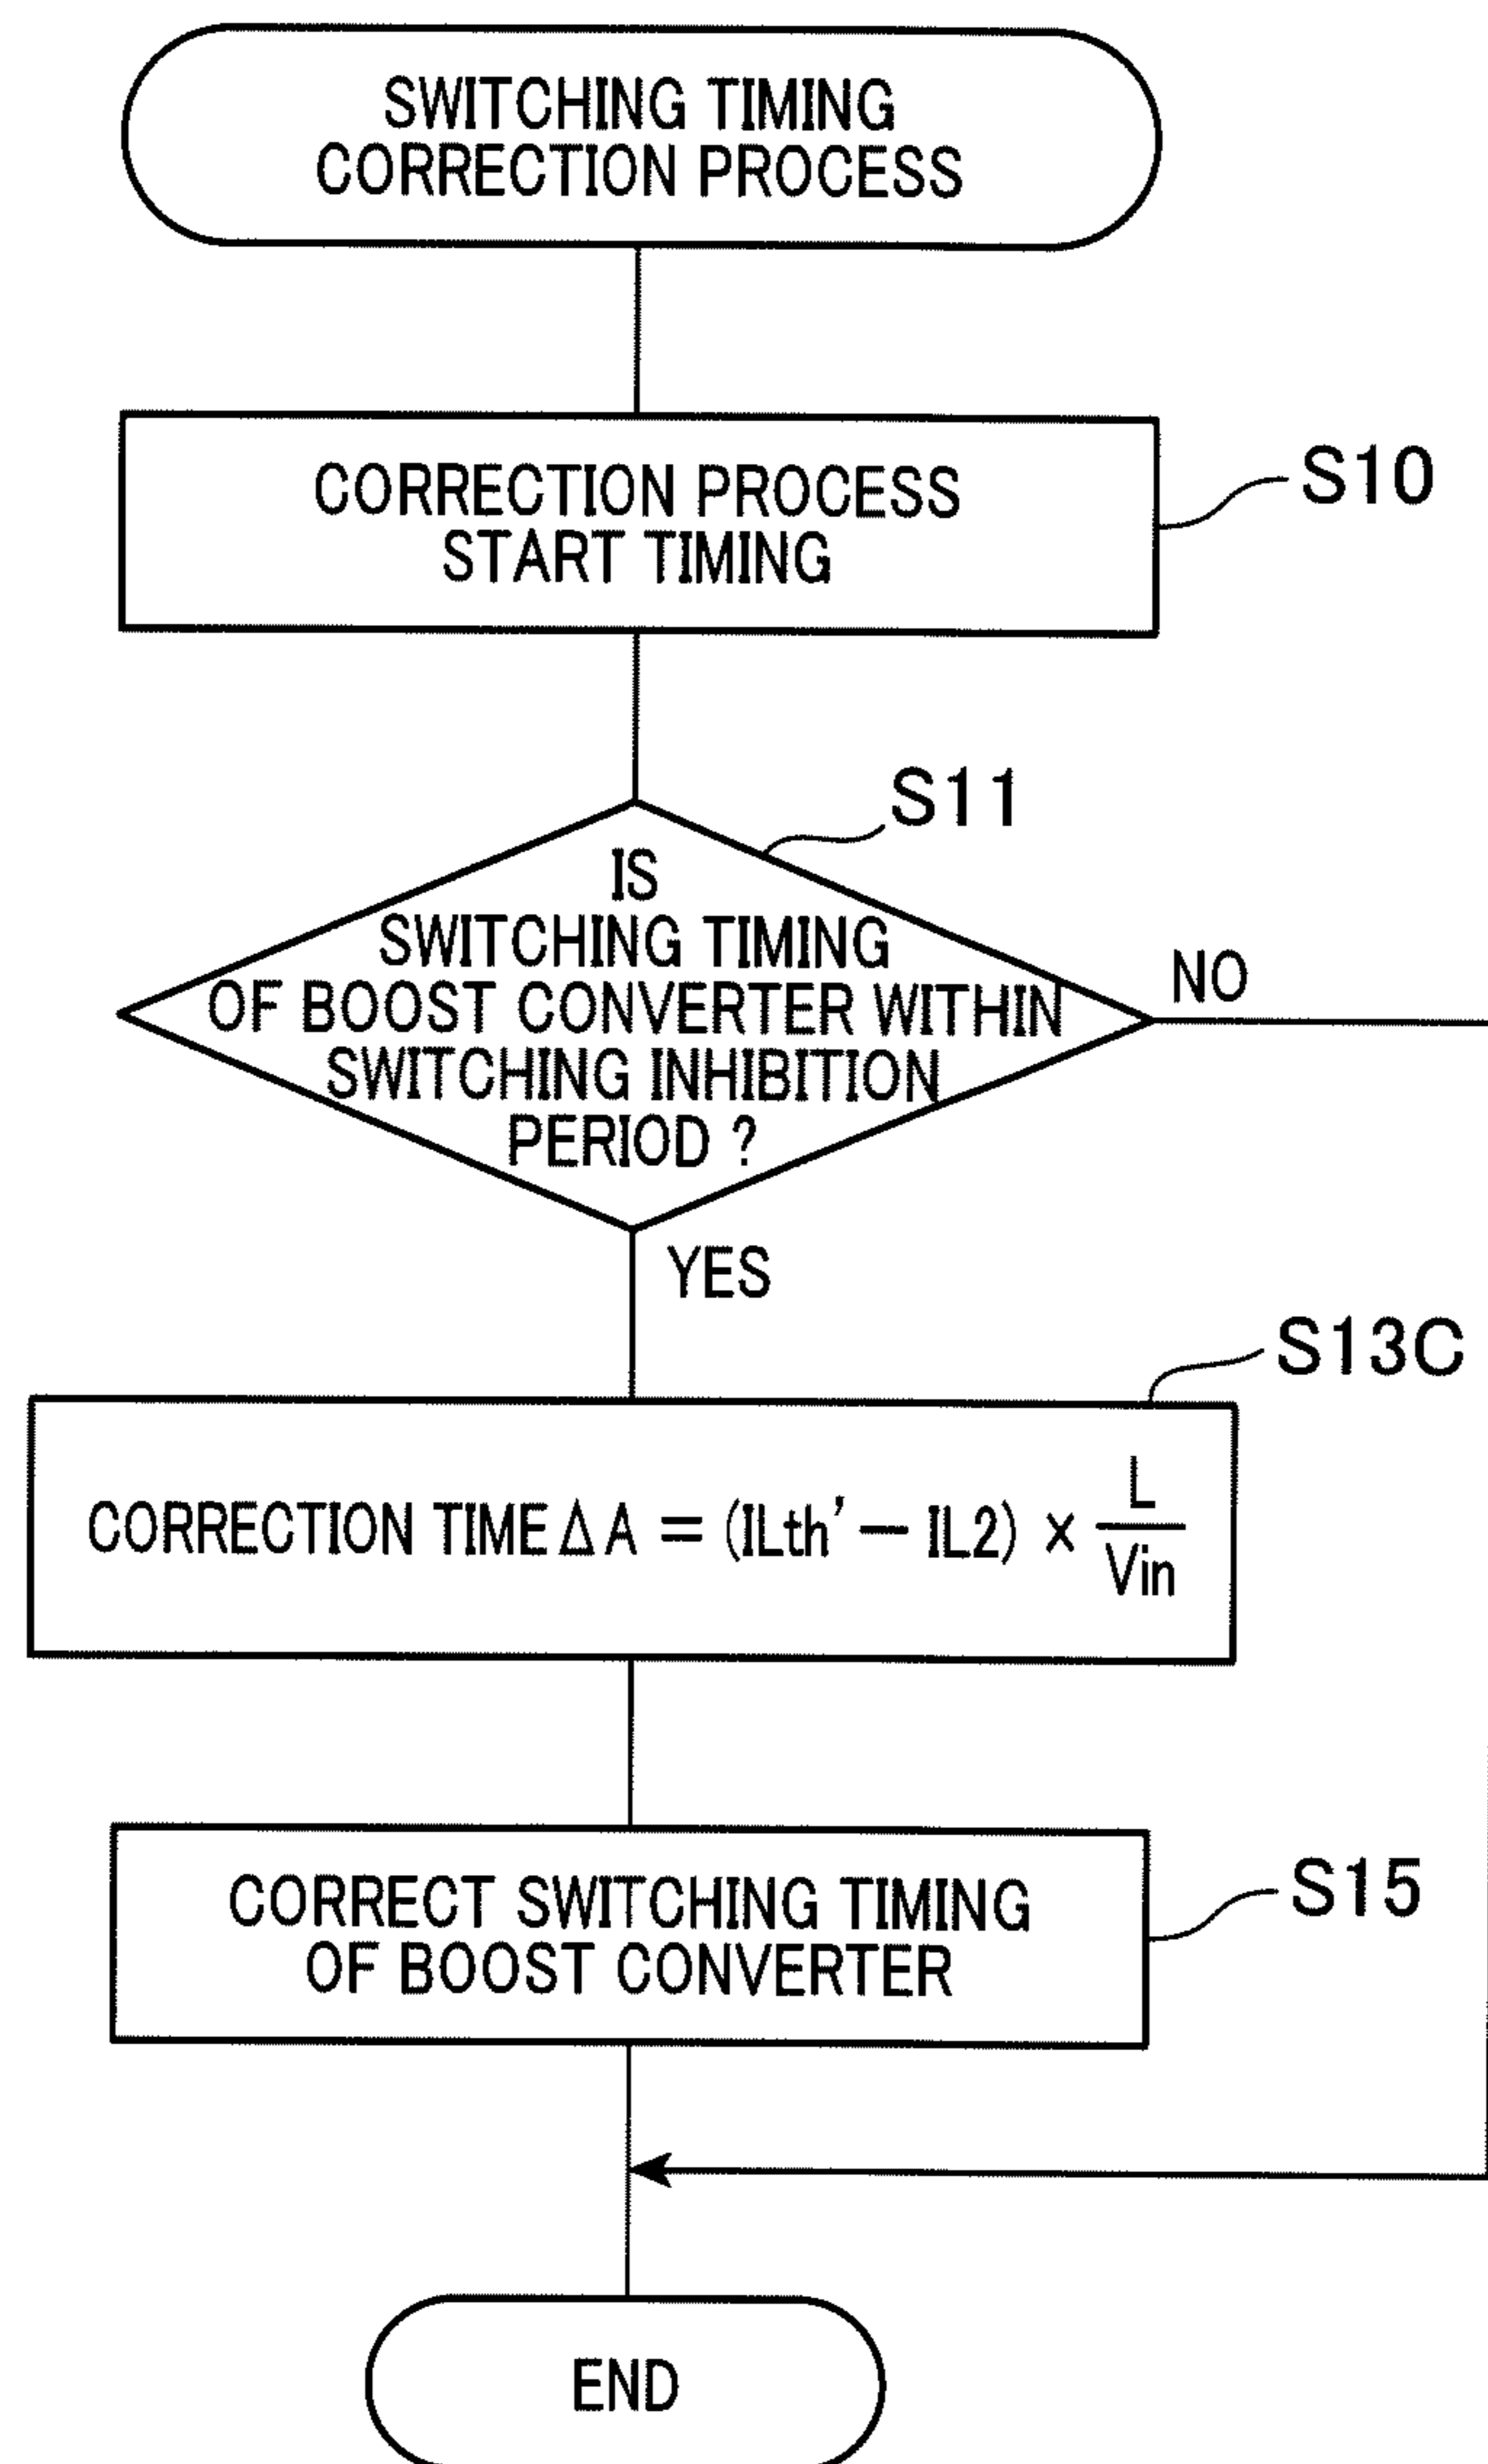 SWITCHING TIMING
CORRECTION PROCESS
CORRECTION PROCESS
START TIMING
S10
S11
IS
SWITCHING TIMING
OF BOOST CONVERTER WITHIN
SWITCHING INHIBITION
PERIOD ?
NO
YES
S13C
CORRECTION TIME Δ A = (ILth' − IL2) × L / Vin
CORRECT SWITCHING TIMING
OF BOOST CONVERTER
S15
END